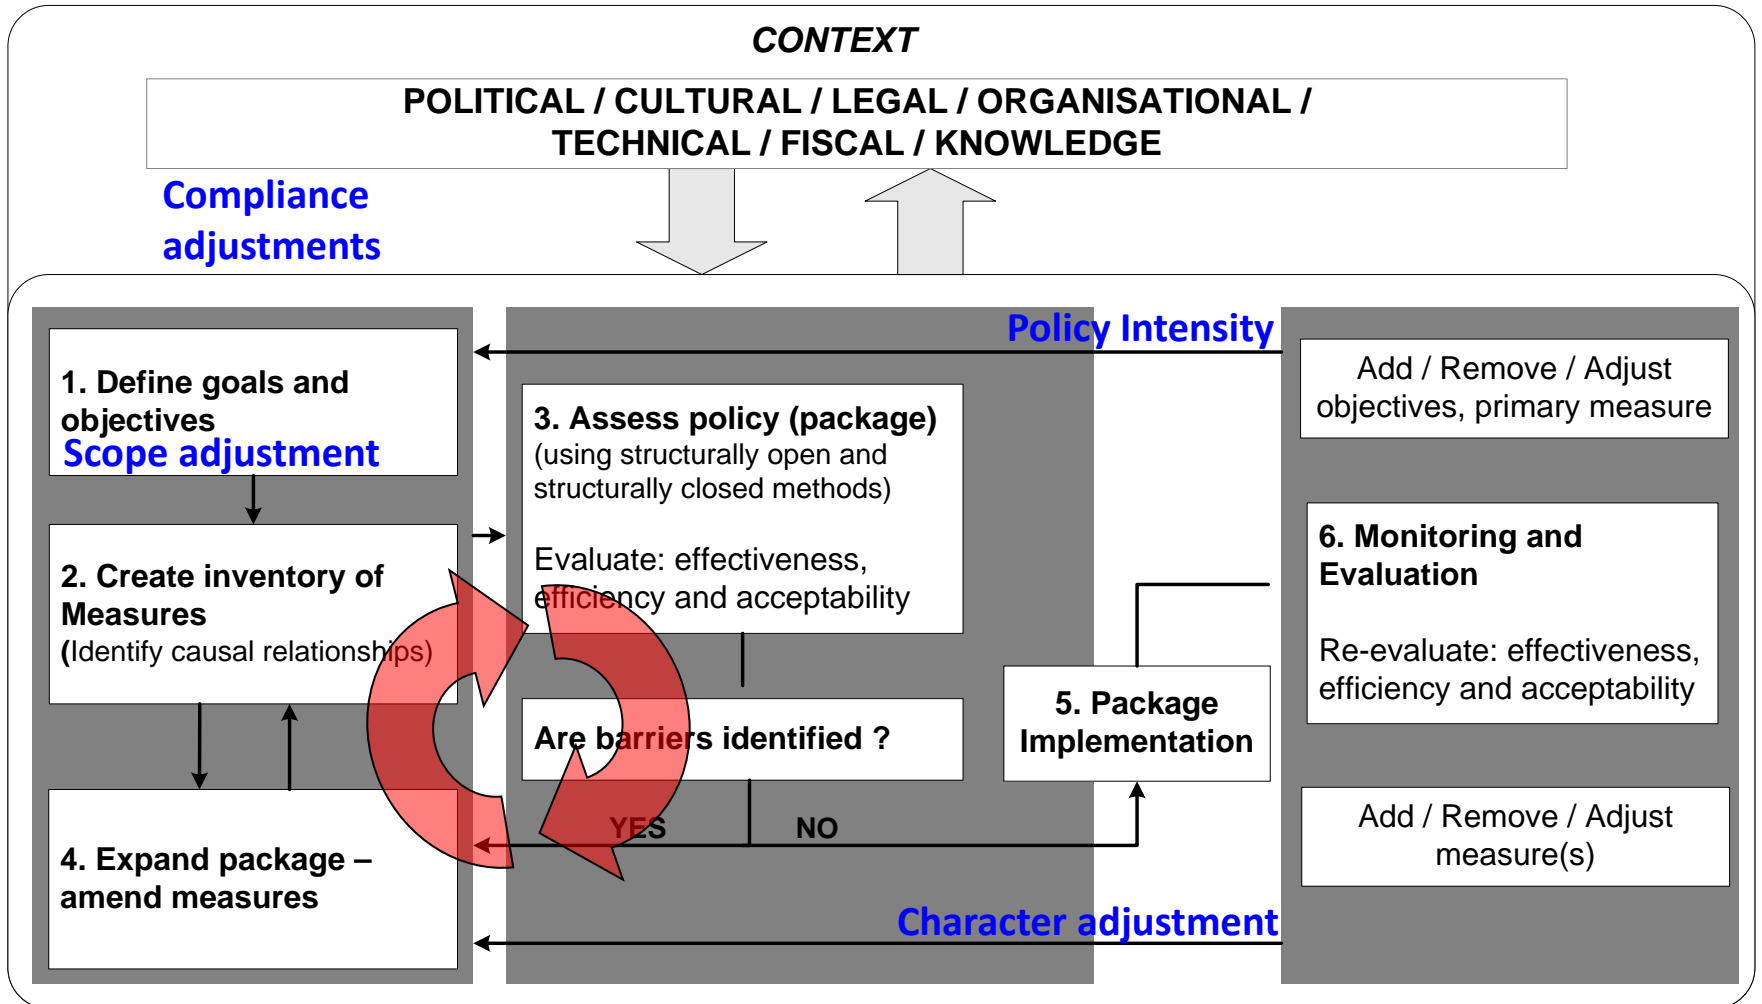 CONTEXT
POLITICAL / CULTURAL / LEGAL / ORGANISATIONAL /
TECHNICAL / FISCAL / KNOWLEDGE
Compliance
adjustments
Policy Intensity
1. Define goals and
objectives
Scope adjustment
2. Create inventory of
Measures
(Identify causal relationships)
4. Expand package –
amend measures
3. Assess policy (package)
(using structurally open and
structurally closed methods)
Evaluate: effectiveness,
efficiency and acceptability
Are barriers identified ?
YES
NO
5. Package
Implementation
Add / Remove / Adjust
objectives, primary measure
6. Monitoring and
Evaluation
Re-evaluate: effectiveness,
efficiency and acceptability
Add / Remove / Adjust
measure(s)
Character adjustment